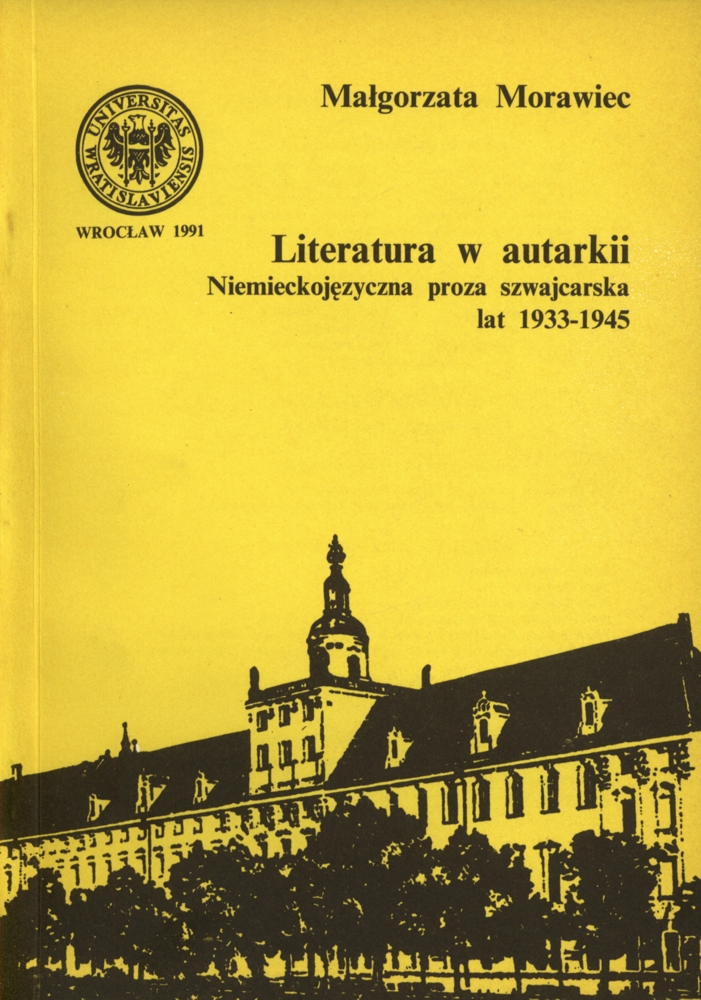 Małgorzata Morawiec
UNIVERSITAS
WRATISLAVIENSIS
WROCŁAW 1991
Literatura w autarkii
Niemieckojęzyczna proza szwajcarska
lat 1933-1945